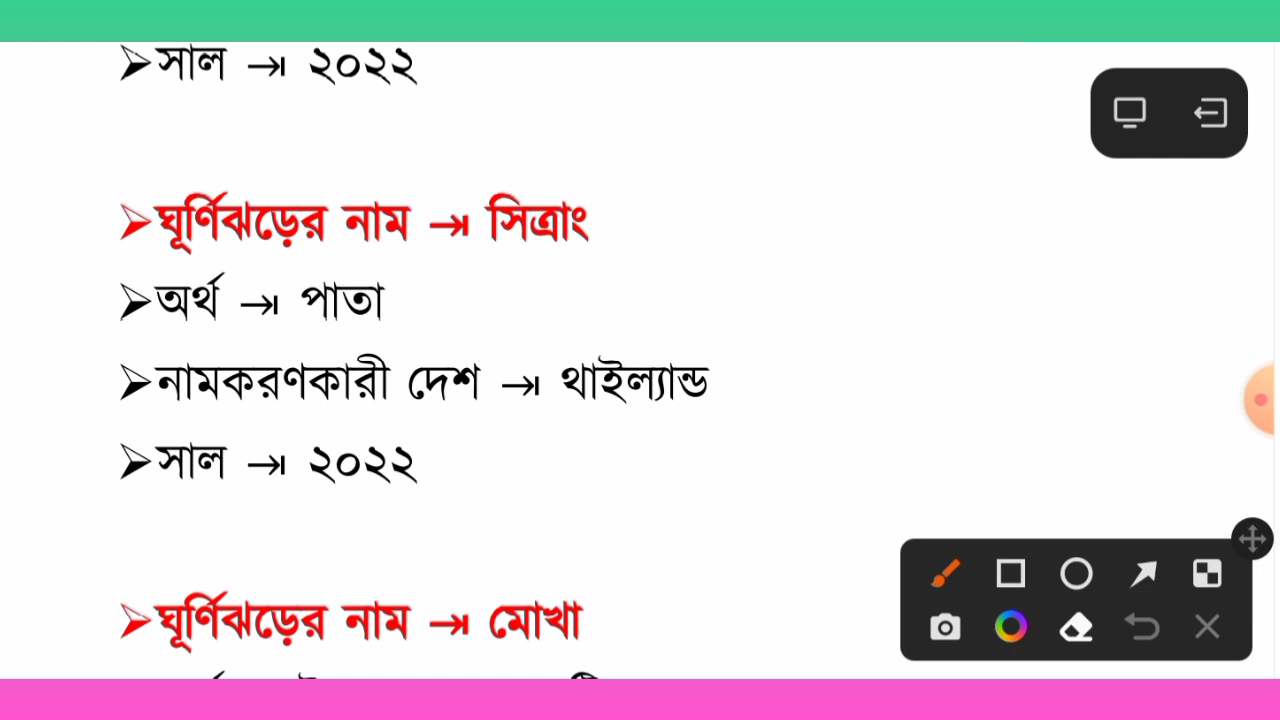 ➢সাল ⇥ ২০২২
➢ঘূর্ণিঝড়ের নাম ⇥ সিত্রাং
➢অর্থ ⇥ পাতা
➢নামকরণকারী দেশ ⇥ থাইল্যান্ড
➢সাল ⇥ ২০২২
➢ঘূর্ণিঝড়ের নাম ⇥ মোখা